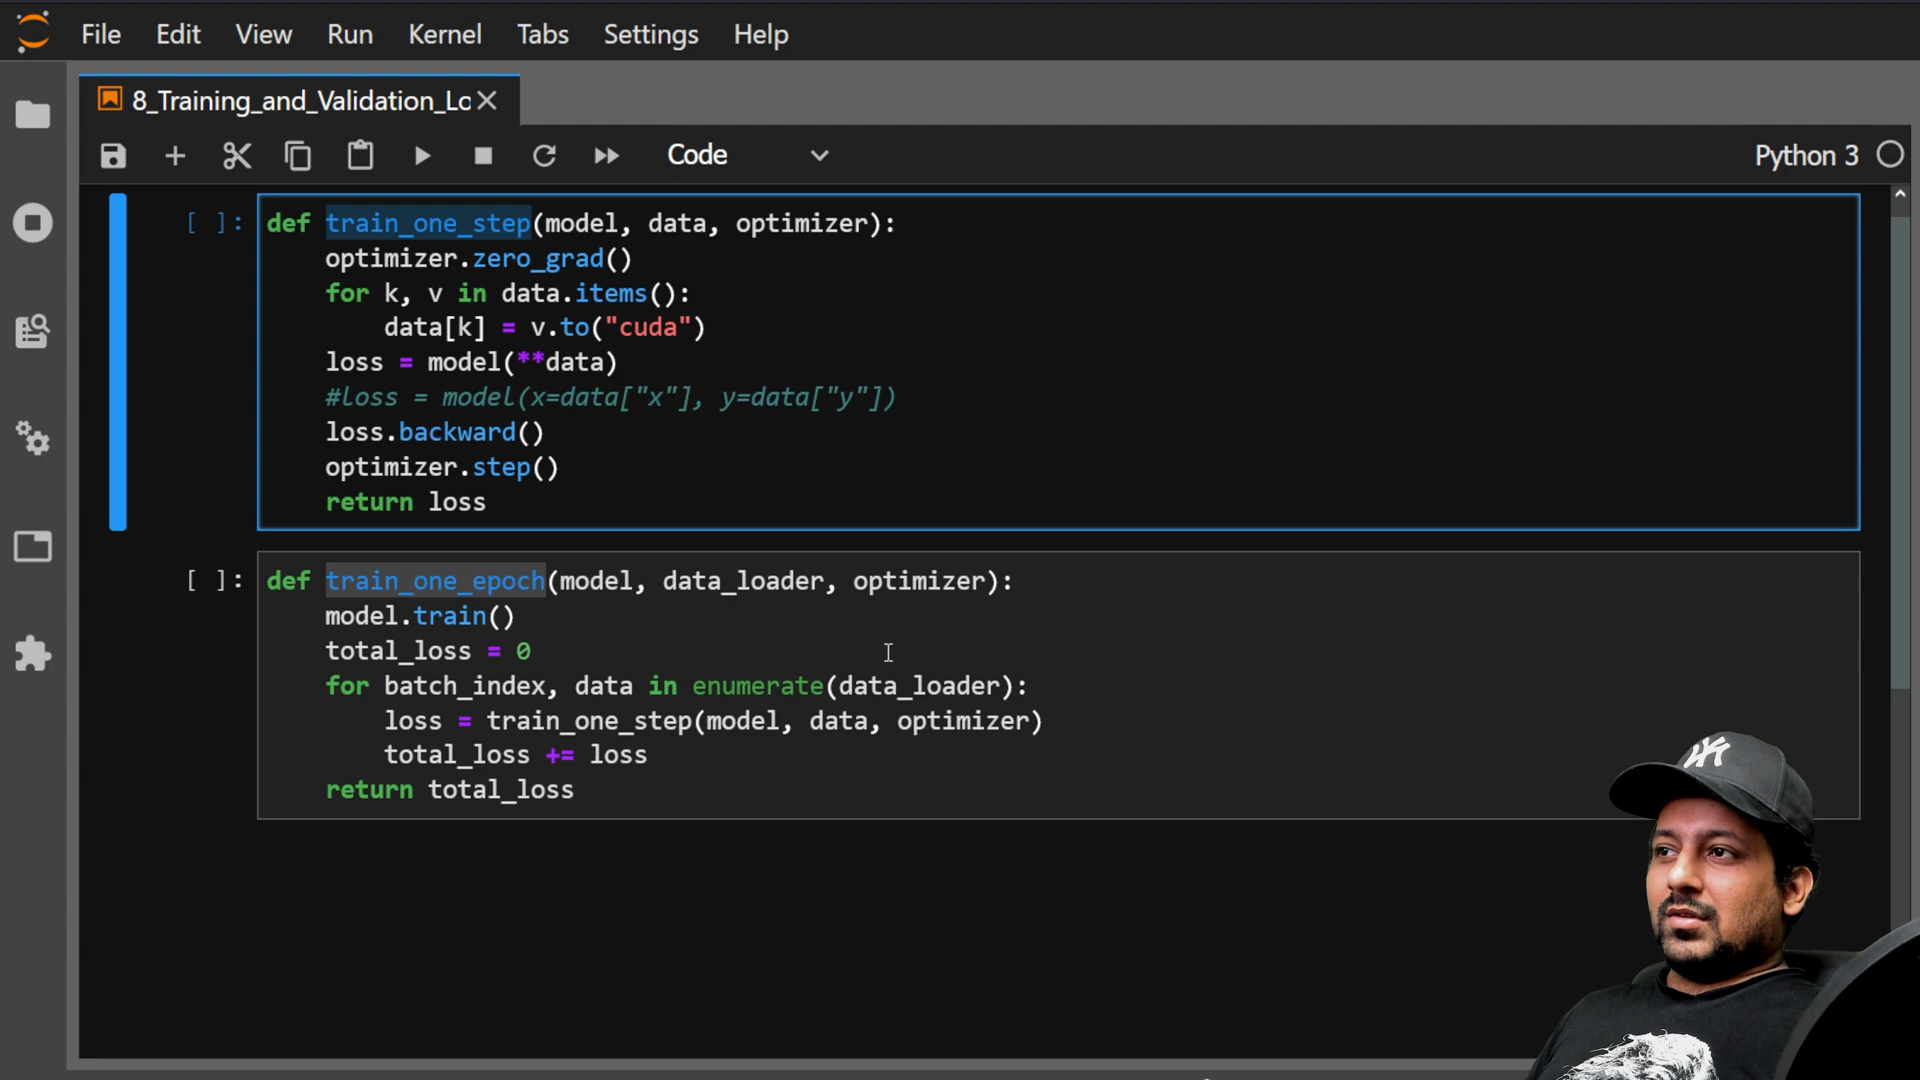 File Edit View Run Kernel Tabs Settings Help
8_Training_and_Validation_Lo
Code
Python 3
[ ]:
def train_one_step(model, data, optimizer):
    optimizer.zero_grad()
    for k, v in data.items():
        data[k] = v.to("cuda")
    loss = model(**data)
    #loss = model(x=data["x"], y=data["y"])
    loss.backward()
    optimizer.step()
    return loss
[ ]:
def train_one_epoch(model, data_loader, optimizer):
    model.train()
    total_loss = 0
    for batch_index, data in enumerate(data_loader):
        loss = train_one_step(model, data, optimizer)
        total_loss += loss
    return total_loss